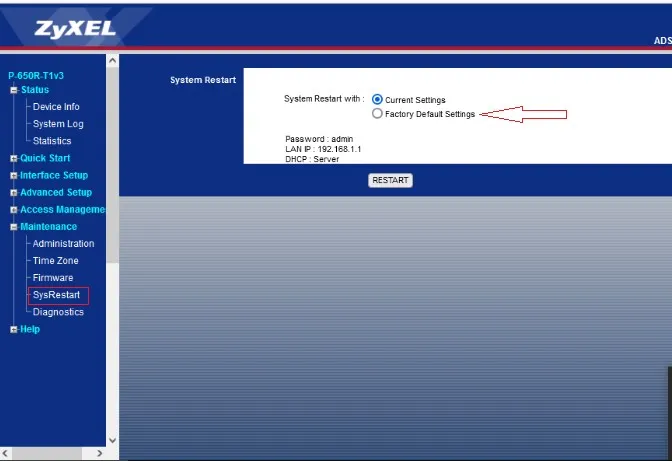 ZyXEL
ADS
P-650R-T1v3
Status
Device Info
System Log
Statistics
Quick Start
Interface Setup
Advanced Setup
Access Manageme
Maintenance
Administration
Time Zone
Firmware
SysRestart
Diagnostics
Help
System Restart
System Restart with : Current Settings
Factory Default Settings
Password : admin
LAN IP : 192.168.1.1
DHCP : Server
RESTART